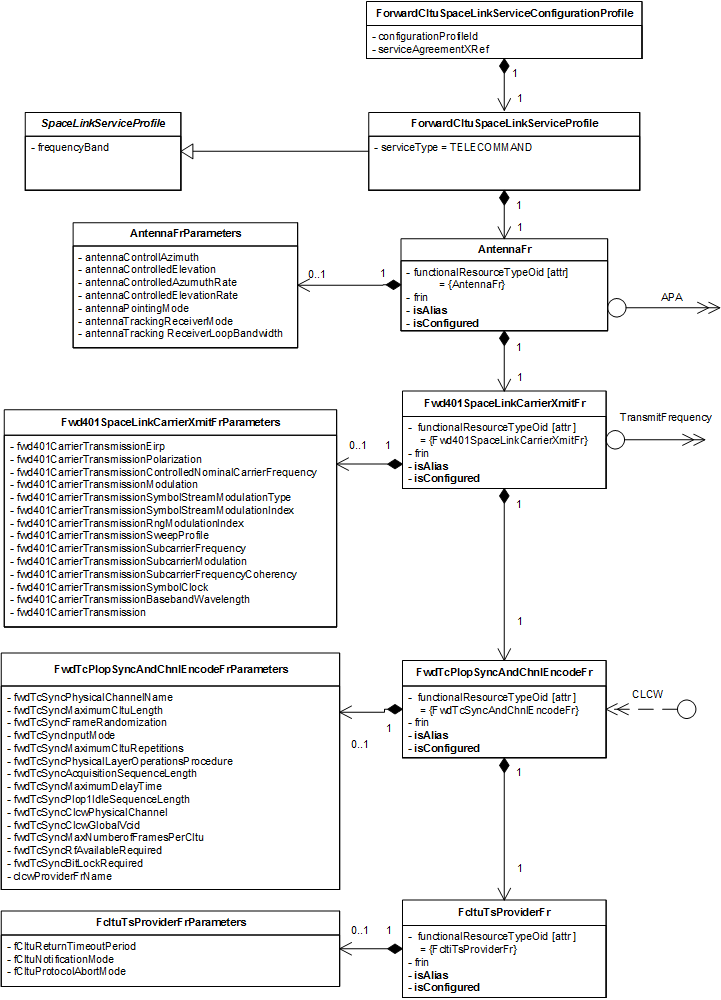 ForwardCltuSpaceLinkServiceConfigurationProfile
- configurationProfileId
- serviceAgreementXRef
1
1
SpaceLinkServiceProfile
- frequencyBand
ForwardCltuSpaceLinkServiceProfile
- serviceType = TELECOMMAND
1
1
AntennaFrParameters
- antennaControllAzimuth
- antennaControlledElevation
- antennaControlledAzumuthRate
- antennaControlledElevationRate
- antennaPointingMode
- antennaTrackingReceiverMode
- antennaTracking ReceiverLoopBandwidth
0..1
1
AntennaFr
- functionalResourceTypeOid [attr]
= {AntennaFr}
- frin
- isAlias
- isConfigured
APA
1
1
Fwd401SpaceLinkCarrierXmitFrParameters
- fwd401CarrierTransmissionEirp
- fwd401CarrierTransmissionPolarization
- fwd401CarrierTransmissionControlledNominalCarrierFrequency
- fwd401CarrierTransmissionModulation
- fwd401CarrierTransmissionSymbolStreamModulationType
- fwd401CarrierTransmissionSymbolStreamModulationIndex
- fwd401CarrierTransmissionRngModulationIndex
- fwd401CarrierTransmissionSweepProfile
- fwd401CarrierTransmissionSubcarrierFrequency
- fwd401CarrierTransmissionSubcarrierModulation
- fwd401CarrierTransmissionSubcarrierFrequencyCoherency
- fwd401CarrierTransmissionSymbolClock
- fwd401CarrierTransmissionBasebandWavelength
- fwd401CarrierTransmission
0..1
1
Fwd401SpaceLinkCarrierXmitFr
- functionalResourceTypeOid [attr ]
= {Fwd401SpaceLinkCarrierXmitFr}
- frin
- isAlias
- isConfigured
TransmitFrequency
1
1
FwdTcPlopSyncAndChnlEncodeFrParameters
- fwdTcSyncPhysicalChannelName
- fwdTcSyncMaximumCltuLength
- fwdTcSyncFrameRandomization
- fwdTcSyncInputMode
- fwdTcSyncMaximumCltuRepetitions
- fwdTcSyncPhysicalLayerOperationsProcedure
- fwdTcSyncAcquisitionSequenceLength
- fwdTcSyncMaximumDelayTime
- fwdTcSyncPlop1IdleSequenceLength
- fwdTcSyncClcwPhysicalChannel
- fwdTcSyncClcwGlobalVcid
- fwdTcSyncMaxNumberofFramesPerCltu
- fwdTcSyncRfAvailableRequired
- fwdTcSyncBitLockRequired
- clcwProviderFrName
0..1
1
FwdTcPlopSyncAndChnlEncodeFr
- functionalResourceTypeOid [attr ]
= {FwdTcSyncAndChnlEncodeFr}
- frin
- isAlias
- isConfigured
CLCW
1
1
FcltuTsProviderFrParameters
- fCltuReturnTimeoutPeriod
- fCltuNotificationMode
- fCltuProtocolAbortMode
0..1
1
FcltuTsProviderFr
- functionalResourceTypeOid [attr ]
= {FcltiTsProviderFr}
- frin
- isAlias
- isConfigured